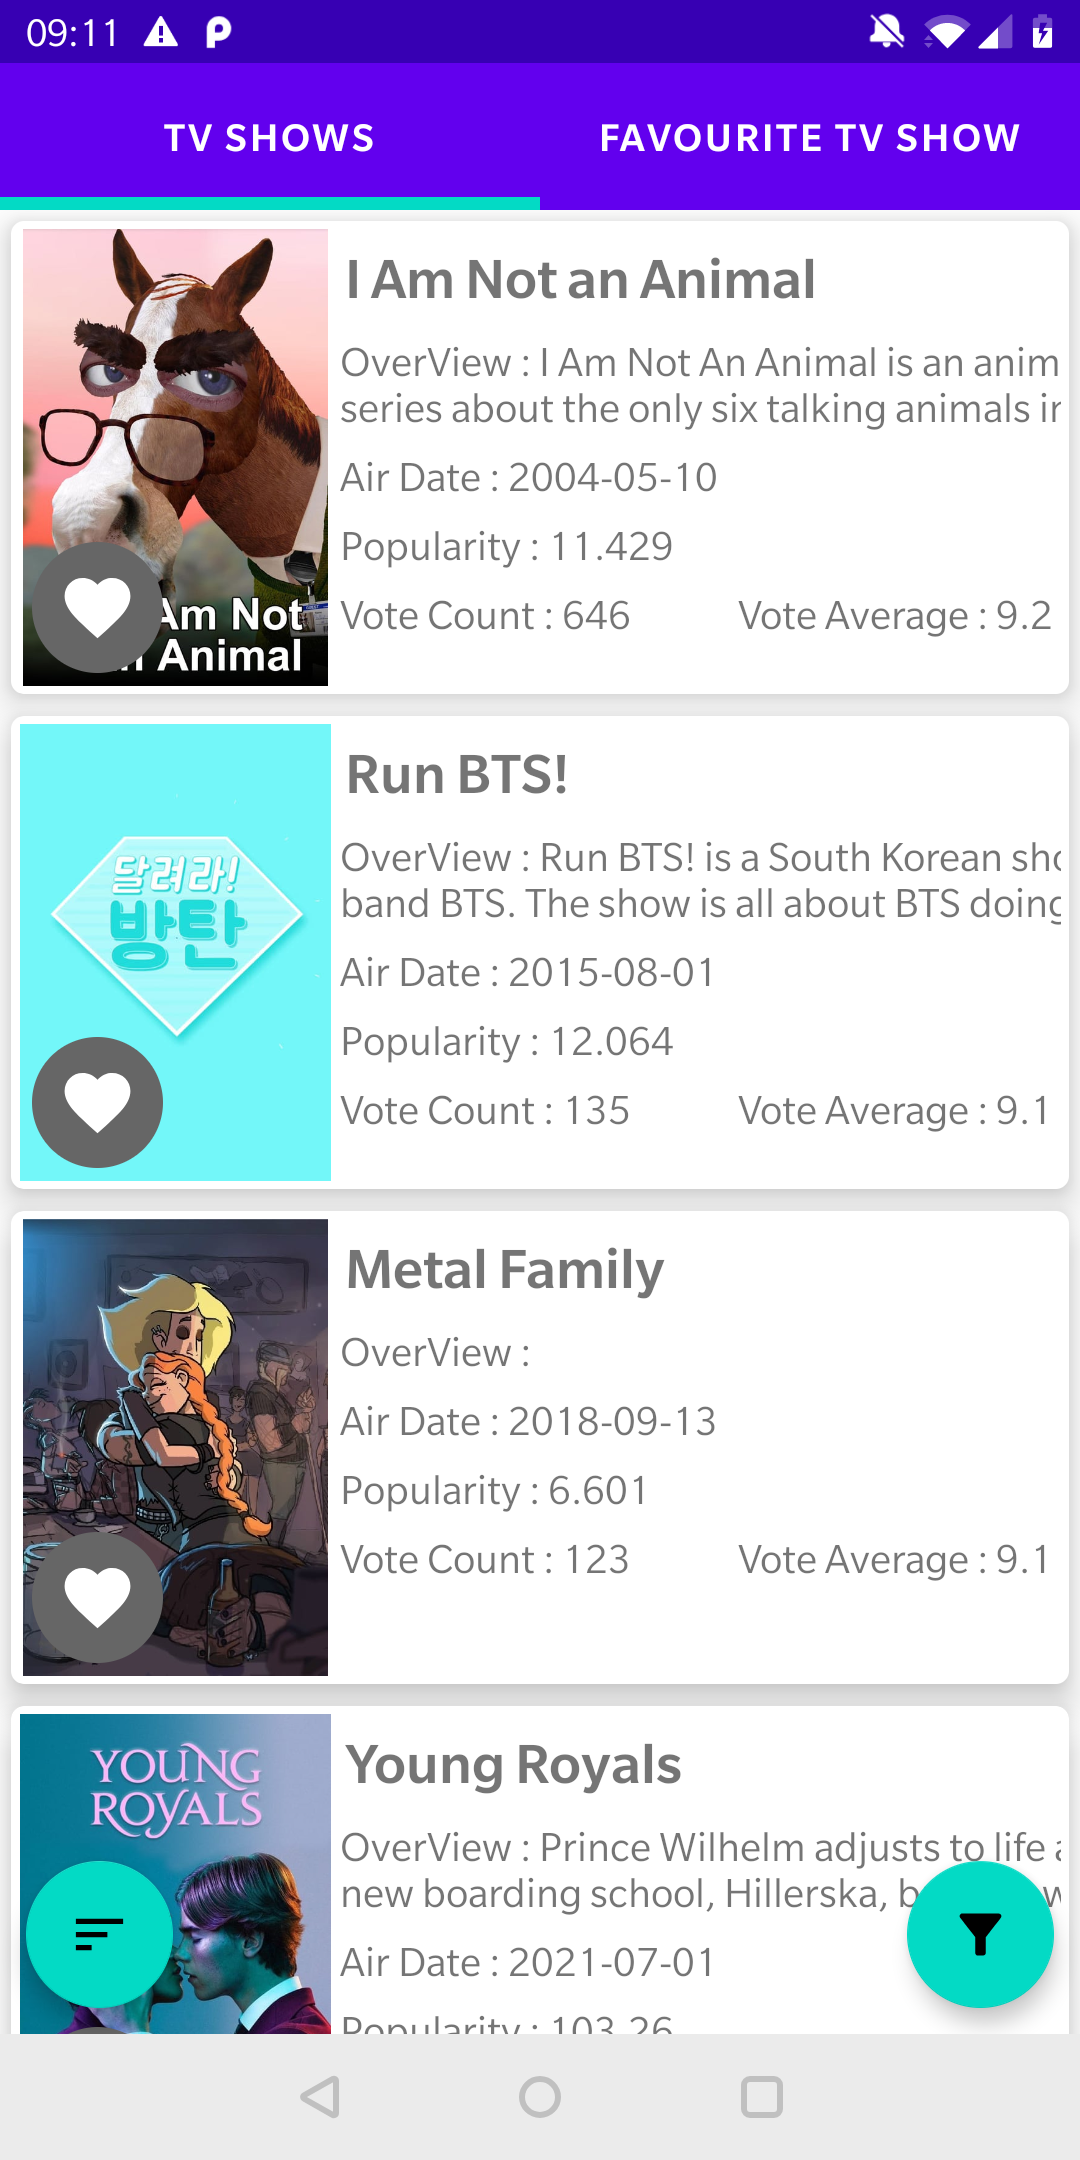 09:11
TV SHOWS
FAVOURITE TV SHOW
I Am Not an Animal
OverView : I Am Not An Animal is an anim
series about the only six talking animals in
Air Date : 2004-05-10
Popularity : 11.429
Vote Count : 646
Vote Average : 9.2
Am Not
Animal
Run BTS!
OverView : Run BTS! is a South Korean sho
band BTS. The show is all about BTS doing
Air Date : 2015-08-01
Popularity : 12.064
Vote Count : 135
Vote Average : 9.1
달려라!
방탄
Metal Family
OverView :
Air Date : 2018-09-13
Popularity : 6.601
Vote Count : 123
Vote Average : 9.1
YOUNG
ROYALS
Young Royals
OverView : Prince Wilhelm adjusts to life
new boarding school, Hillerska,
Air Date : 2021-07-01
Popularity : 103.26